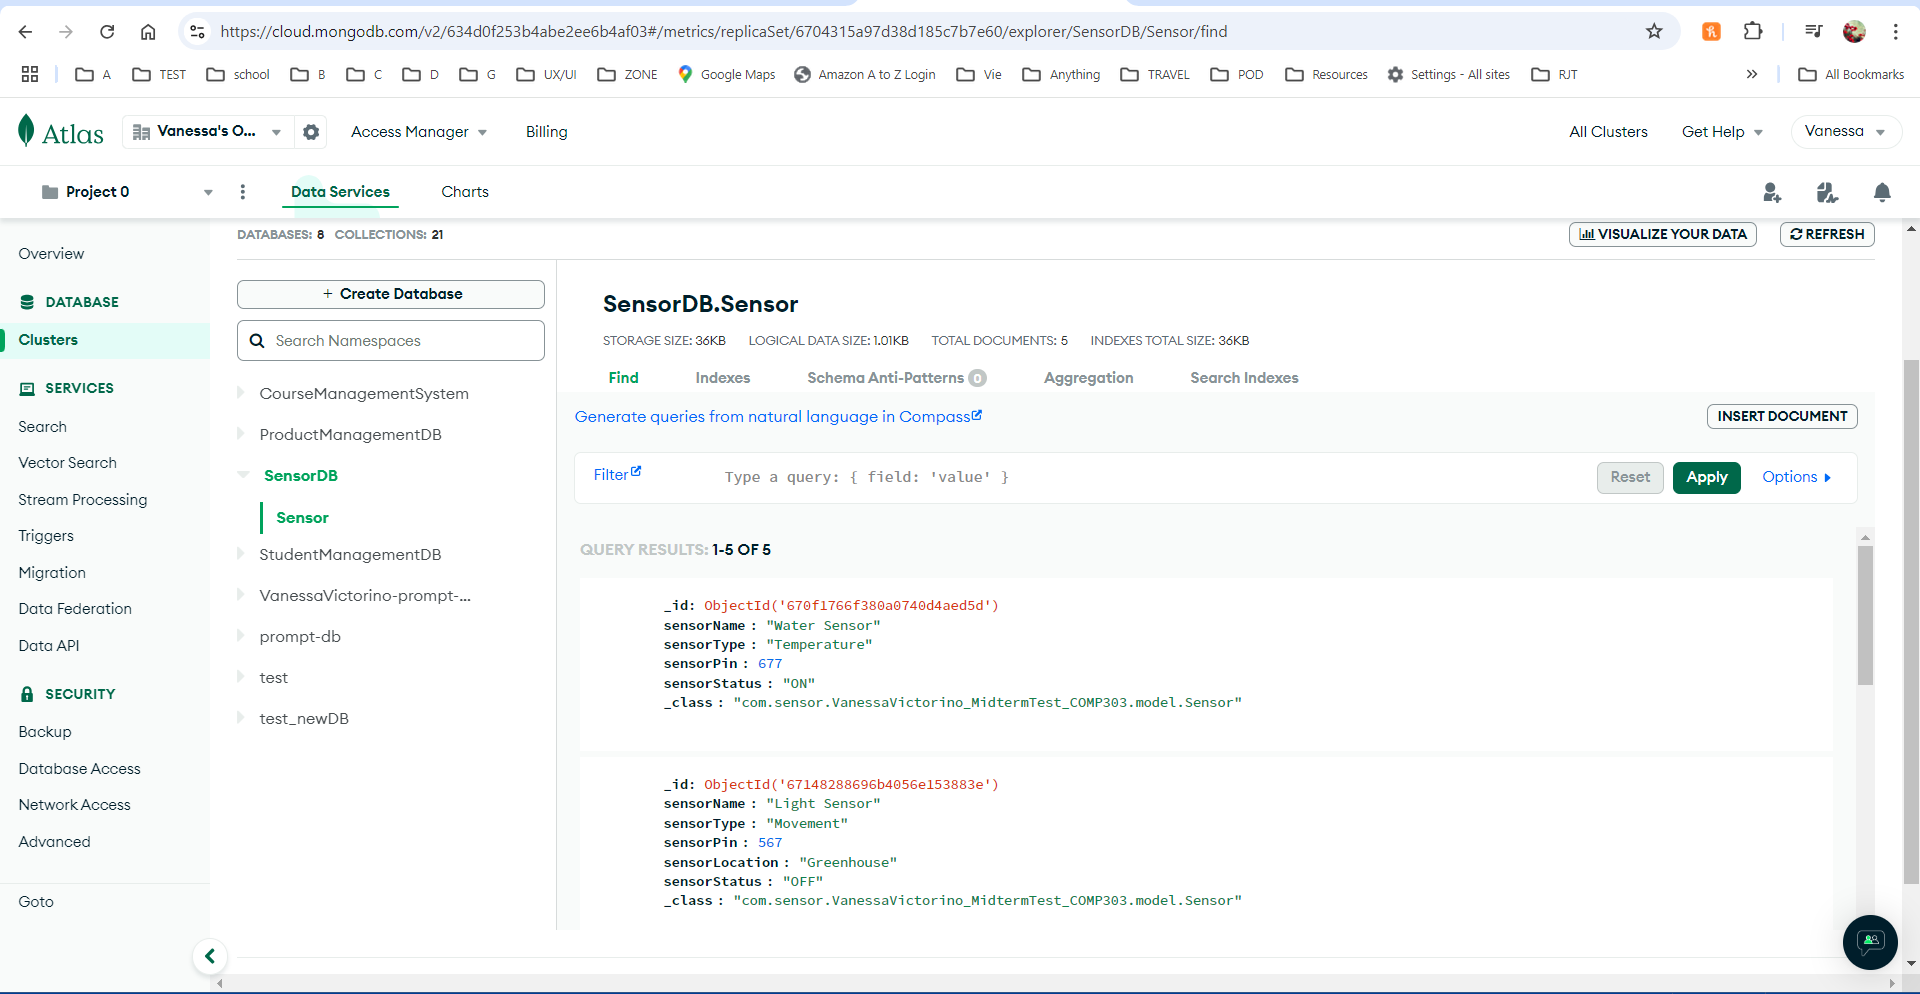 https://cloud.mongodb.com/v2/634d0f253b4abe2ee6b4af03#/metrics/replicaSet/6704315a97d38d185c7b7e60/explorer/SensorDB/Sensor/find
A TEST school B C D G UX/UI ZONE Google Maps Amazon A to Z Login Vie Anything TRAVEL POD Resources Settings - All sites RJT » All Bookmarks
Atlas Vanessa's O... Access Manager Billing All Clusters Get Help Vanessa
Project 0 Data Services Charts
Overview
DATABASE
Clusters
SERVICES
Search
Vector Search
Stream Processing
Triggers
Migration
Data Federation
Data API
SECURITY
Backup
Database Access
Network Access
Advanced
Goto
DATABASES: 8 COLLECTIONS: 21
VISUALIZE YOUR DATA REFRESH
+ Create Database
Search Namespaces
CourseManagementSystem
ProductManagementDB
SensorDB
Sensor
StudentManagementDB
VanessaVictorino-prompt-...
prompt-db
test
test_newDB
SensorDB.Sensor
STORAGE SIZE: 36KB LOGICAL DATA SIZE: 1.01KB TOTAL DOCUMENTS: 5 INDEXES TOTAL SIZE: 36KB
Find Indexes Schema Anti-Patterns 0 Aggregation Search Indexes
Generate queries from natural language in Compass
INSERT DOCUMENT
Filter Type a query: { field: 'value' } Reset Apply Options
QUERY RESULTS: 1-5 OF 5
_id: ObjectId('670f1766f380a0740d4aed5d')
sensorName : "Water Sensor"
sensorType : "Temperature"
sensorPin : 677
sensorStatus : "ON"
_class : "com.sensor.VanessaVictorino_MidtermTest_COMP303.model.Sensor"
_id: ObjectId('67148288696b4056e153883e')
sensorName : "Light Sensor"
sensorType : "Movement"
sensorPin : 567
sensorLocation : "Greenhouse"
sensorStatus : "OFF"
_class : "com.sensor.VanessaVictorino_MidtermTest_COMP303.model.Sensor"